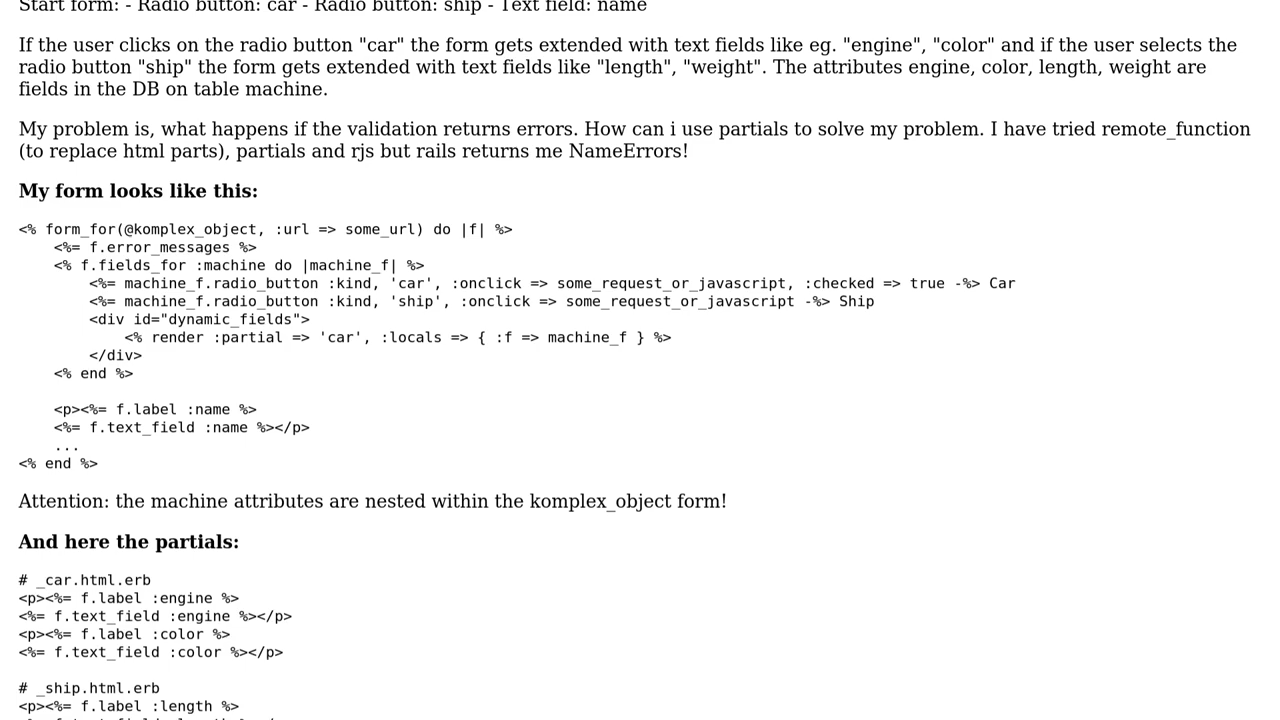 Start form: - Radio button: car - Radio button: ship - Text field: name
If the user clicks on the radio button "car" the form gets extended with text fields like eg. "engine", "color" and if the user selects the
radio button "ship" the form gets extended with text fields like "length", "weight". The attributes engine, color, length, weight are
fields in the DB on table machine.
My problem is, what happens if the validation returns errors. How can i use partials to solve my problem. I have tried remote_function
(to replace html parts), partials and rjs but rails returns me NameErrors!
My form looks like this:
<% form_for(@komplex_object, :url => some_url) do |f| %>
    <%= f.error_messages %>
    <% f.fields_for :machine do |machine_f| %>
        <%= machine_f.radio_button :kind, 'car', :onclick => some_request_or_javascript, :checked => true -%> Car
        <%= machine_f.radio_button :kind, 'ship', :onclick => some_request_or_javascript -%> Ship
        <div id="dynamic_fields">
            <% render :partial => 'car', :locals => { :f => machine_f } %>
        </div>
    <% end %>
    <p><%= f.label :name %>
    <%= f.text_field :name %></p>
    ...
<% end %>
Attention: the machine attributes are nested within the komplex_object form!
And here the partials:
# _car.html.erb
<p><%= f.label :engine %>
<%= f.text_field :engine %></p>
<p><%= f.label :color %>
<%= f.text_field :color %></p>
# _ship.html.erb
<p><%= f.label :length %>